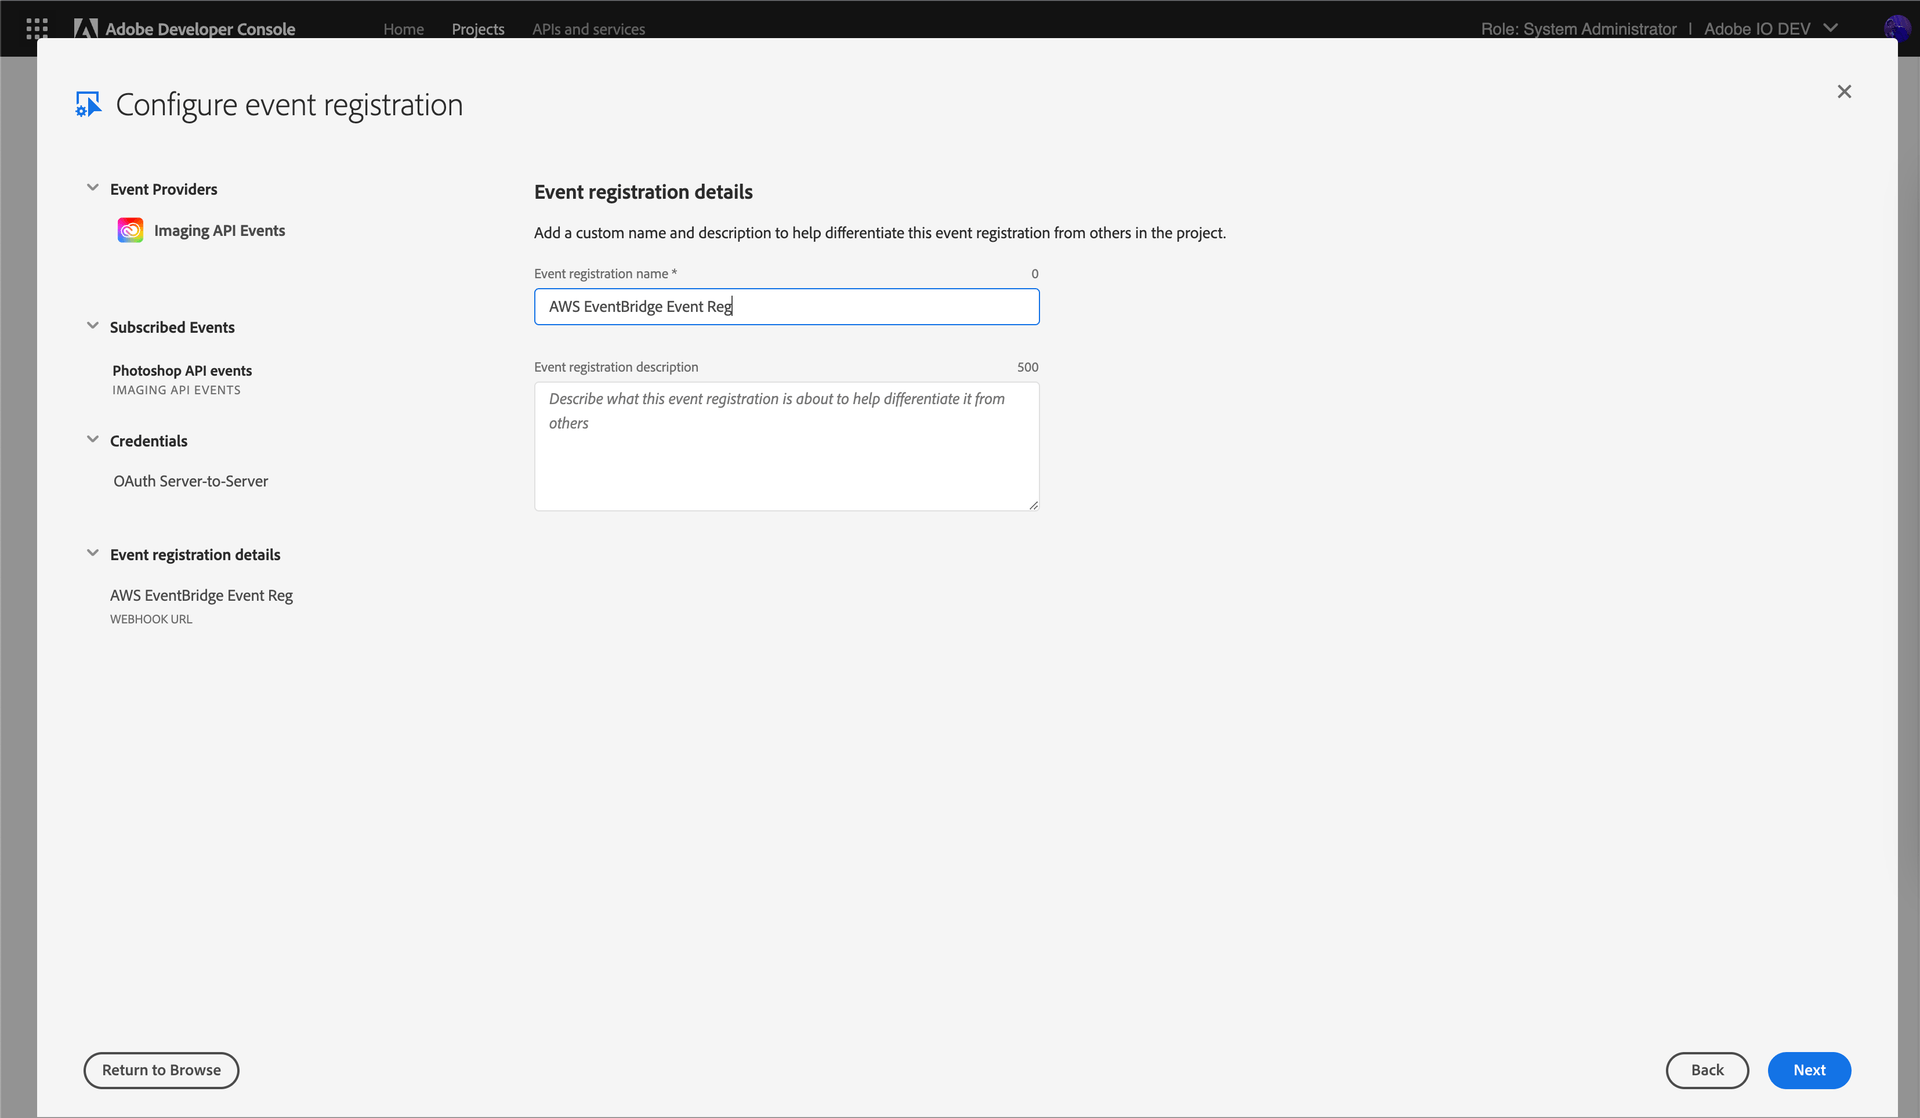 Adobe Developer Console
Home
Projects
APIs and services
Role: System Administrator | Adobe IO DEV
Configure event registration
Event Providers
Imaging API Events
Subscribed Events
Photoshop API events
IMAGING API EVENTS
Credentials
OAuth Server-to-Server
Event registration details
AWS EventBridge Event Reg
WEBHOOK URL
Event registration details
Add a custom name and description to help differentiate this event registration from others in the project.
Event registration name * 0
AWS EventBridge Event Reg
Event registration description 500
Describe what this event registration is about to help differentiate it from
others
Return to Browse
Back
Next